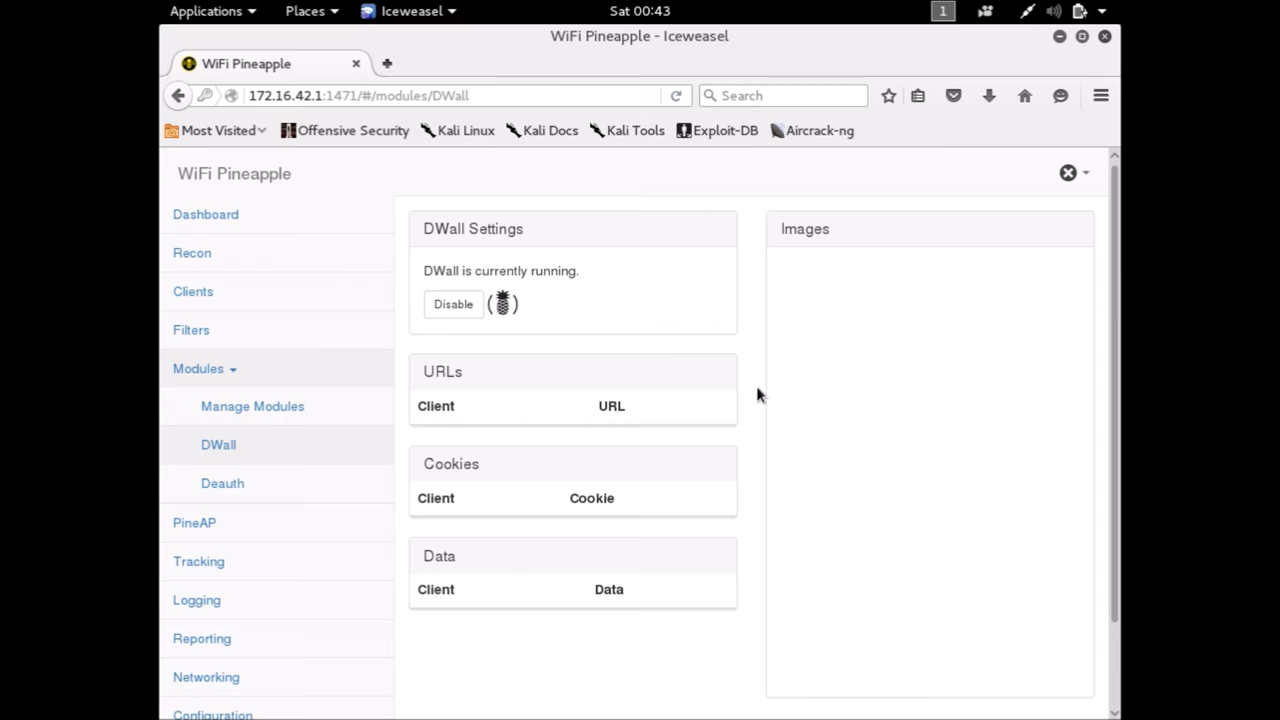 Applications Places Iceweasel Sat 00:43 1
WiFi Pineapple - Iceweasel
WiFi Pineapple
172.16.42.1:1471/#/modules/DWall Search
Most Visited Offensive Security Kali Linux Kali Docs Kali Tools Exploit-DB Aircrack-ng
WiFi Pineapple
Dashboard
Recon
Clients
Filters
Modules
Manage Modules
DWall
Deauth
PineAP
Tracking
Logging
Reporting
Networking
Configuration
DWall Settings
DWall is currently running.
Disable
URLs
Client URL
Cookies
Client Cookie
Data
Client Data
Images